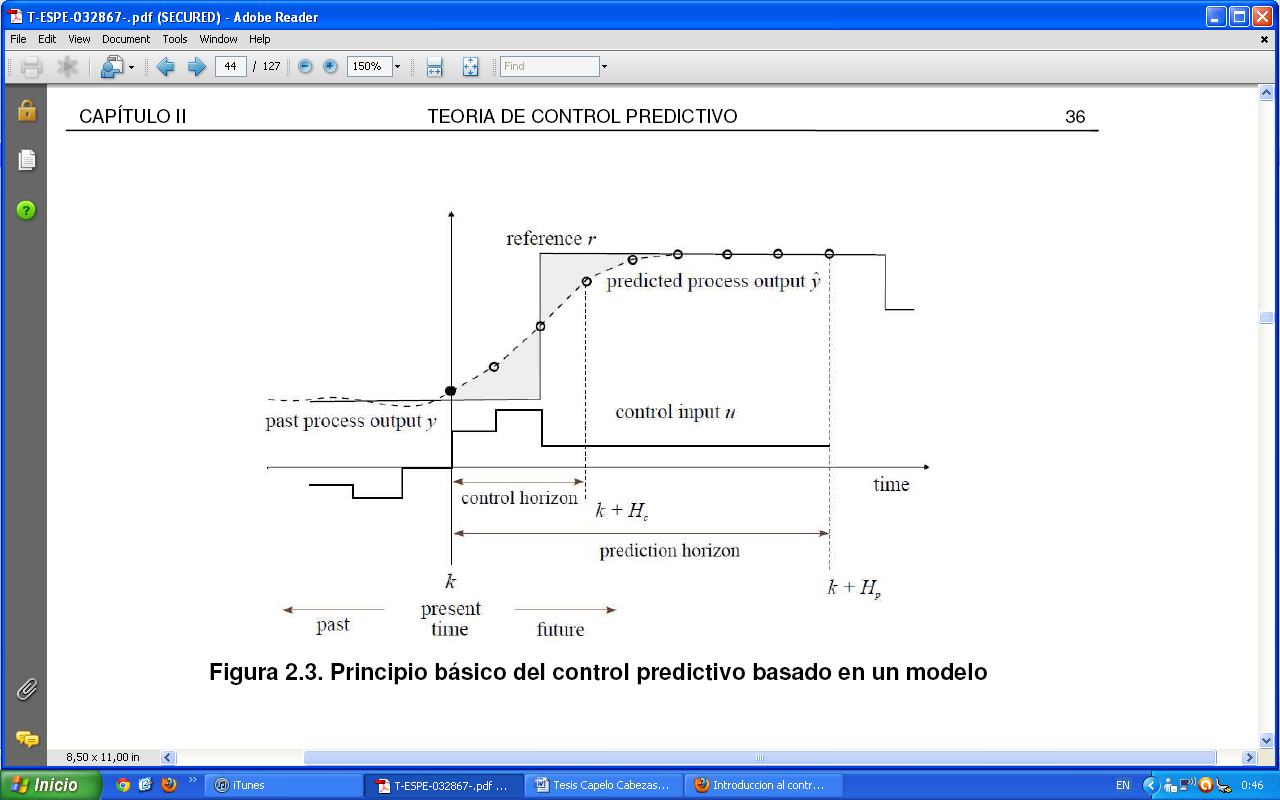 T-ESPE-032867-.pdf (SECURED) - Adobe Reader
File Edit View Document Tools Window Help
44 / 127 150% Find
CAPÍTULO II TEORIA DE CONTROL PREDICTIVO 36
reference r
predicted process output ŷ
past process output y
control input u
time
control horizon
k + Hc
prediction horizon
k
k + Hp
past
present
time
future
Figura 2.3. Principio básico del control predictivo basado en un modelo
8,50 x 11,00 in
Inicio iTunes T-ESPE-032867-.pdf ... Tesis Capelo Cabezas... Introduccion al contr... EN 0:46